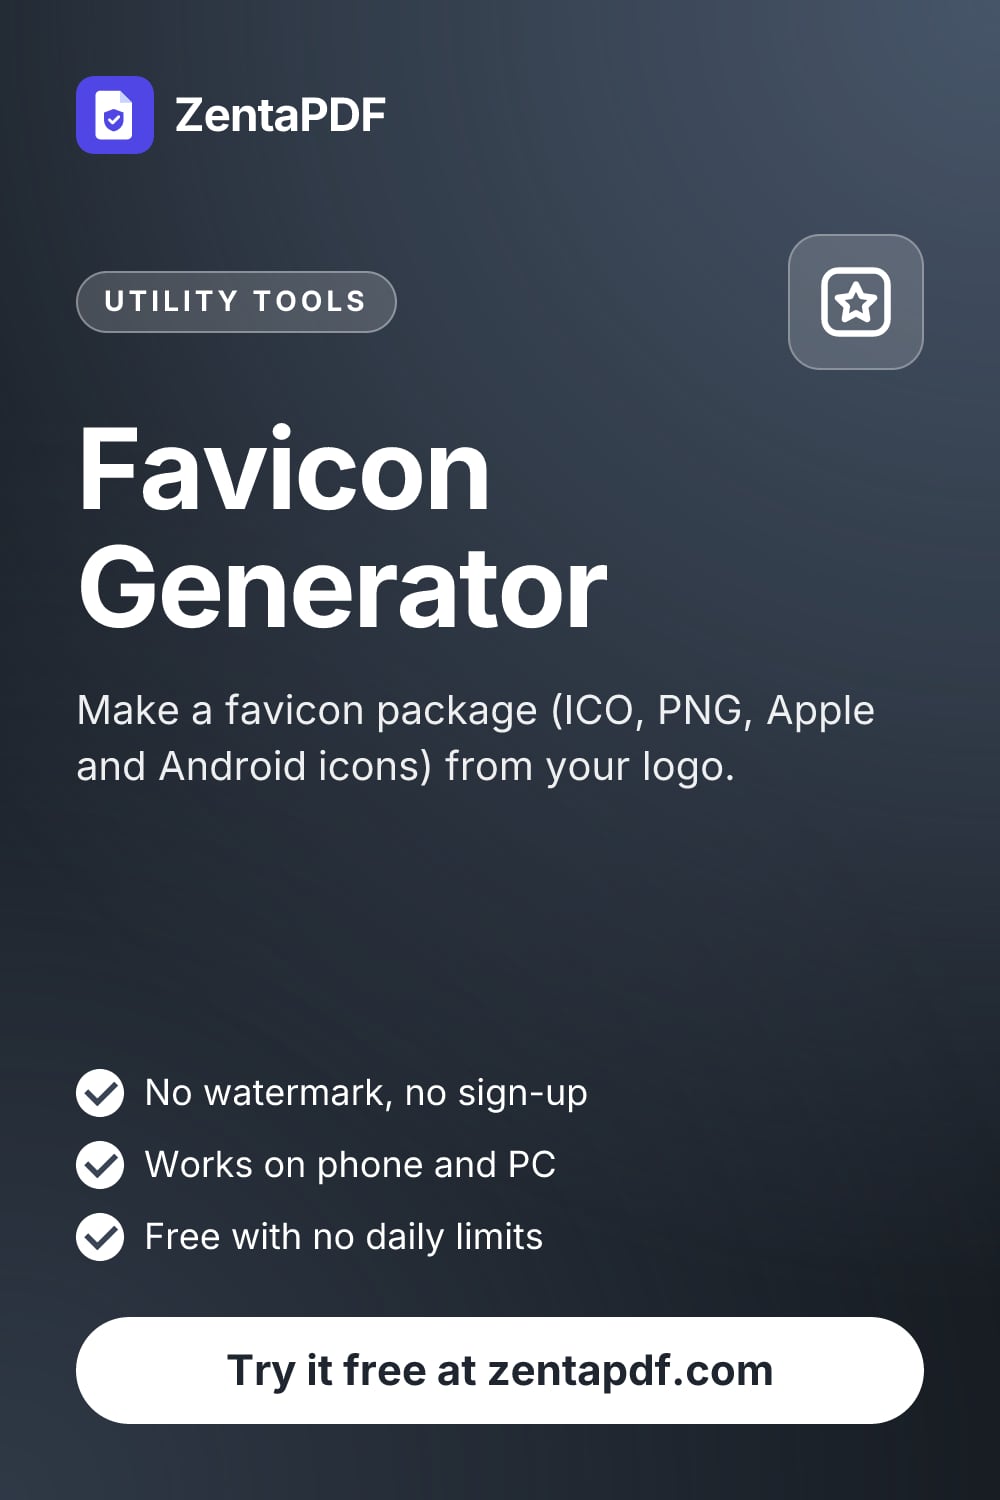 ZentaPDF
UTILITY TOOLS
Favicon
Generator
Make a favicon package (ICO, PNG, Apple
and Android icons) from your logo.
No watermark, no sign-up
Works on phone and PC
Free with no daily limits
Try it free at zentapdf.com